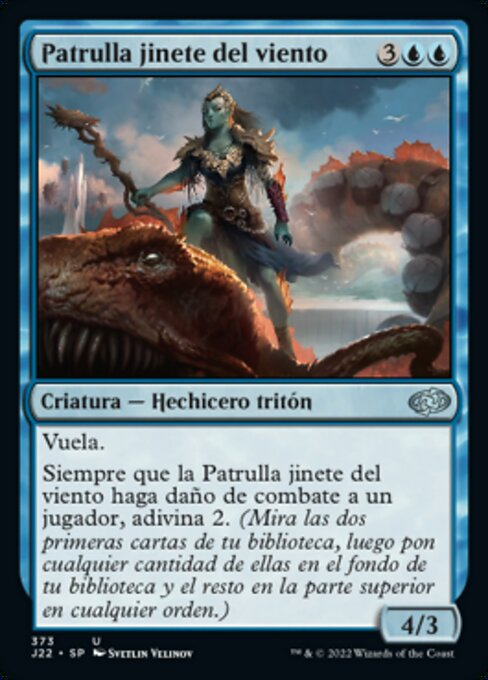 Patrulla jinete del viento 3
Criatura — Hechicero tritón
Vuela.
Siempre que la Patrulla jinete del
viento haga daño de combate a un
jugador, adivina 2. (Mira las dos
primeras cartas de tu biblioteca, luego pon
cualquier cantidad de ellas en el fondo de
tu biblioteca y el resto en la parte superior
en cualquier orden.)
4/3
373 U
J22 • SP Svetlin Velinov ™ & © 2022 Wizards of the Coast